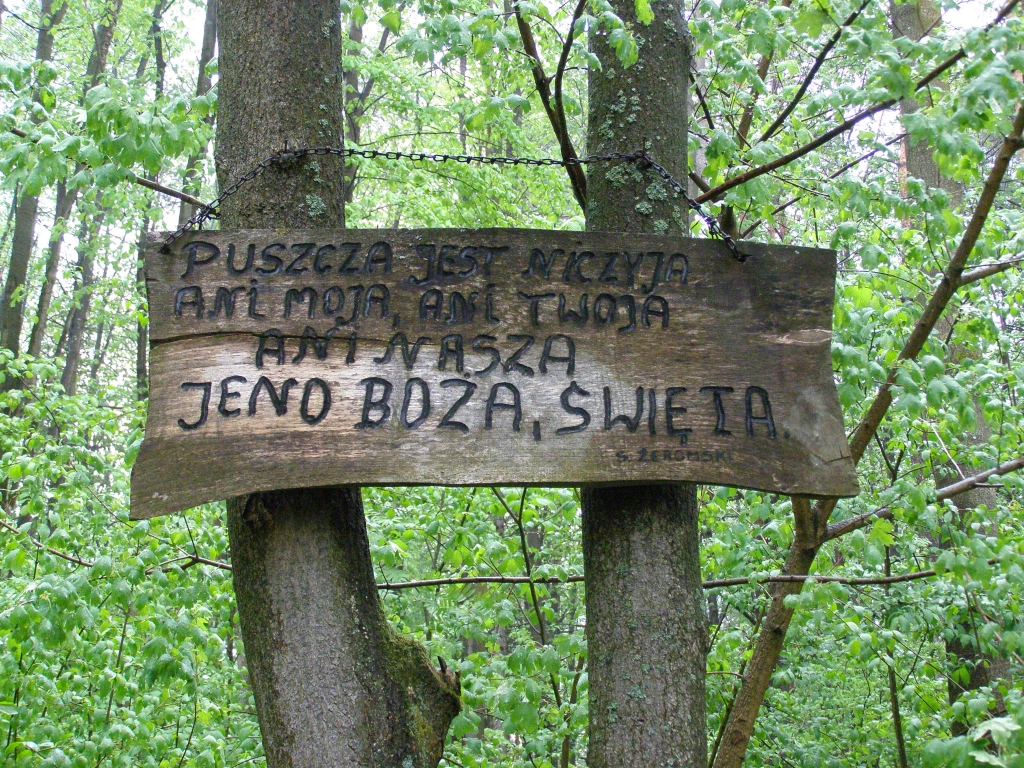 PUSZCZA JEST NICZYJA
ANI MOJA, ANI TWOJA
ANI NASZA
JENO BOŻA, ŚWIĘTA.
S. ŻEROMSKI